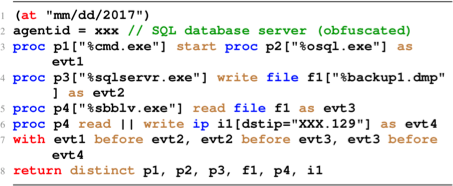 1 (at "mm/dd/2017")
2 agentid = xxx // SQL database server (obfuscated)
3 proc p1["%cmd.exe"] start proc p2["%osql.exe"] as
evt1
4 proc p3["%sqlservr.exe"] write file f1["%backup1.dmp"
] as evt2
5 proc p4["%sbblv.exe"] read file f1 as evt3
6 proc p4 read || write ip i1[dstip="XXX.129"] as evt4
7 with evt1 before evt2, evt2 before evt3, evt3 before
evt4
8 return distinct p1, p2, p3, f1, p4, i1